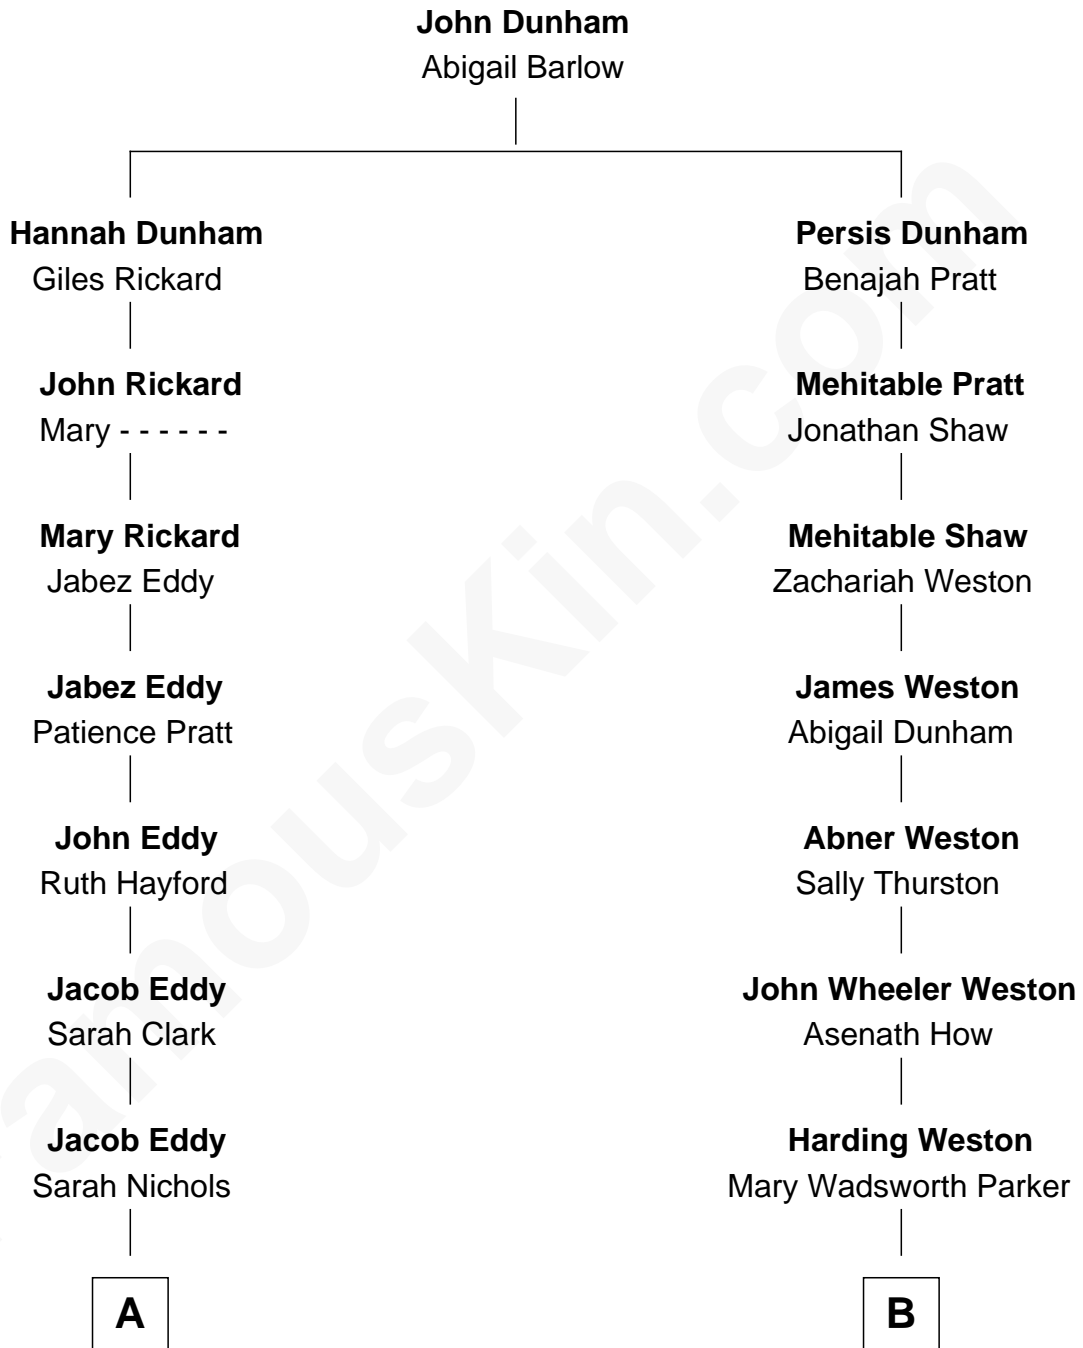 John Dunham
Abigail Barlow
Hannah Dunham
Giles Rickard
John Rickard
Mary - - - - - -
Mary Rickard
Jabez Eddy
Jabez Eddy
Patience Pratt
John Eddy
Ruth Hayford
Jacob Eddy
Sarah Clark
Jacob Eddy
Sarah Nichols
A
Persis Dunham
Benajah Pratt
Mehitable Pratt
Jonathan Shaw
Mehitable Shaw
Zachariah Weston
James Weston
Abigail Dunham
Abner Weston
Sally Thurston
John Wheeler Weston
Asenath How
Harding Weston
Mary Wadsworth Parker
B
amouskin.com